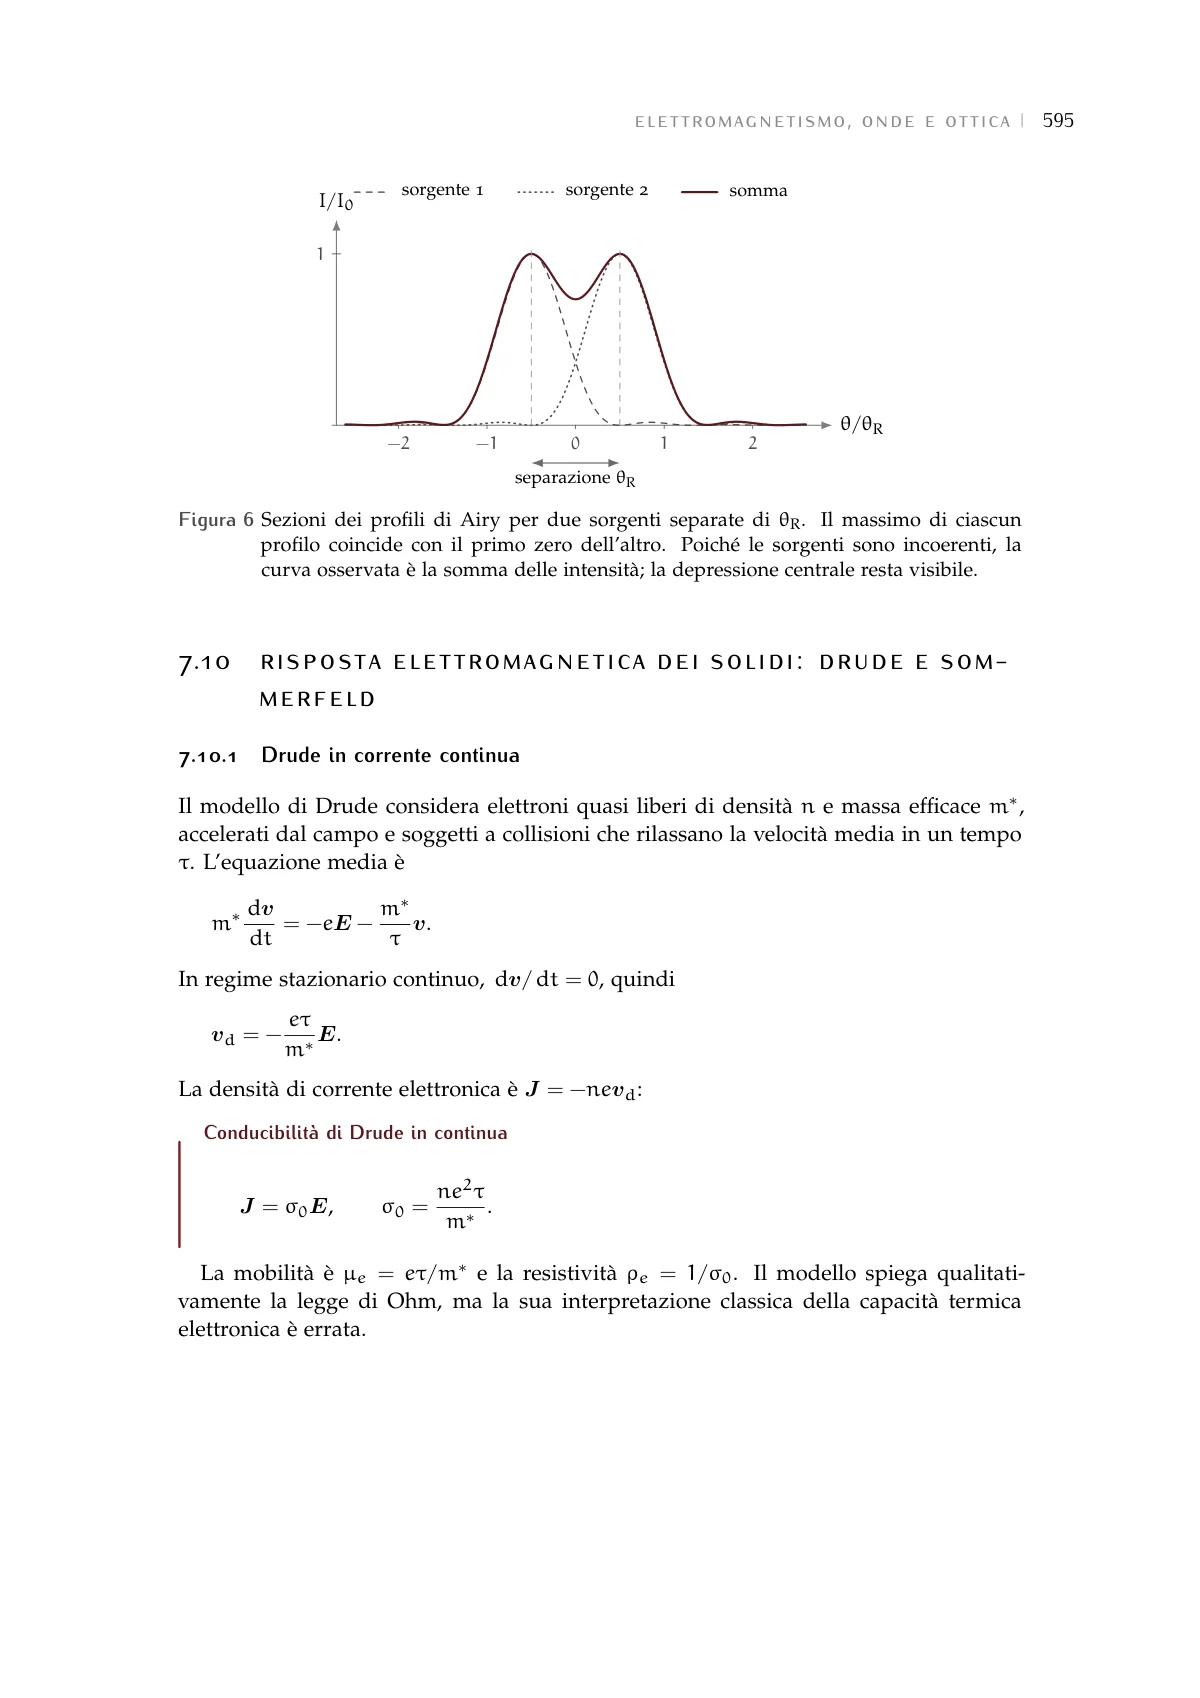 ELETTROMAGNETISMO, ONDE E OTTICA | 595
I/I₀ sorgente 1 sorgente 2 somma
1
θ/θ_R
−2 −1 0 1 2
separazione θ_R
Figura 6 Sezioni dei profili di Airy per due sorgenti separate di θ_R. Il massimo di ciascun
profilo coincide con il primo zero dell'altro. Poiché le sorgenti sono incoerenti, la
curva osservata è la somma delle intensità; la depressione centrale resta visibile.
7.10 RISPOSTA ELETTROMAGNETICA DEI SOLIDI: DRUDE E SOM-
MERFELD
7.10.1 Drude in corrente continua
Il modello di Drude considera elettroni quasi liberi di densità n e massa efficace m*,
accelerati dal campo e soggetti a collisioni che rilassano la velocità media in un tempo
τ. L'equazione media è
m* dv/dt = −eE − m*/τ v.
In regime stazionario continuo, dv/dt = 0, quindi
v_d = − eτ/m* E.
La densità di corrente elettronica è J = −nev_d:
Conducibilità di Drude in continua
J = σ₀E, σ₀ = ne²τ/m*.
La mobilità è μ_e = eτ/m* e la resistività ρ_e = 1/σ₀. Il modello spiega qualitati-
vamente la legge di Ohm, ma la sua interpretazione classica della capacità termica
elettronica è errata.